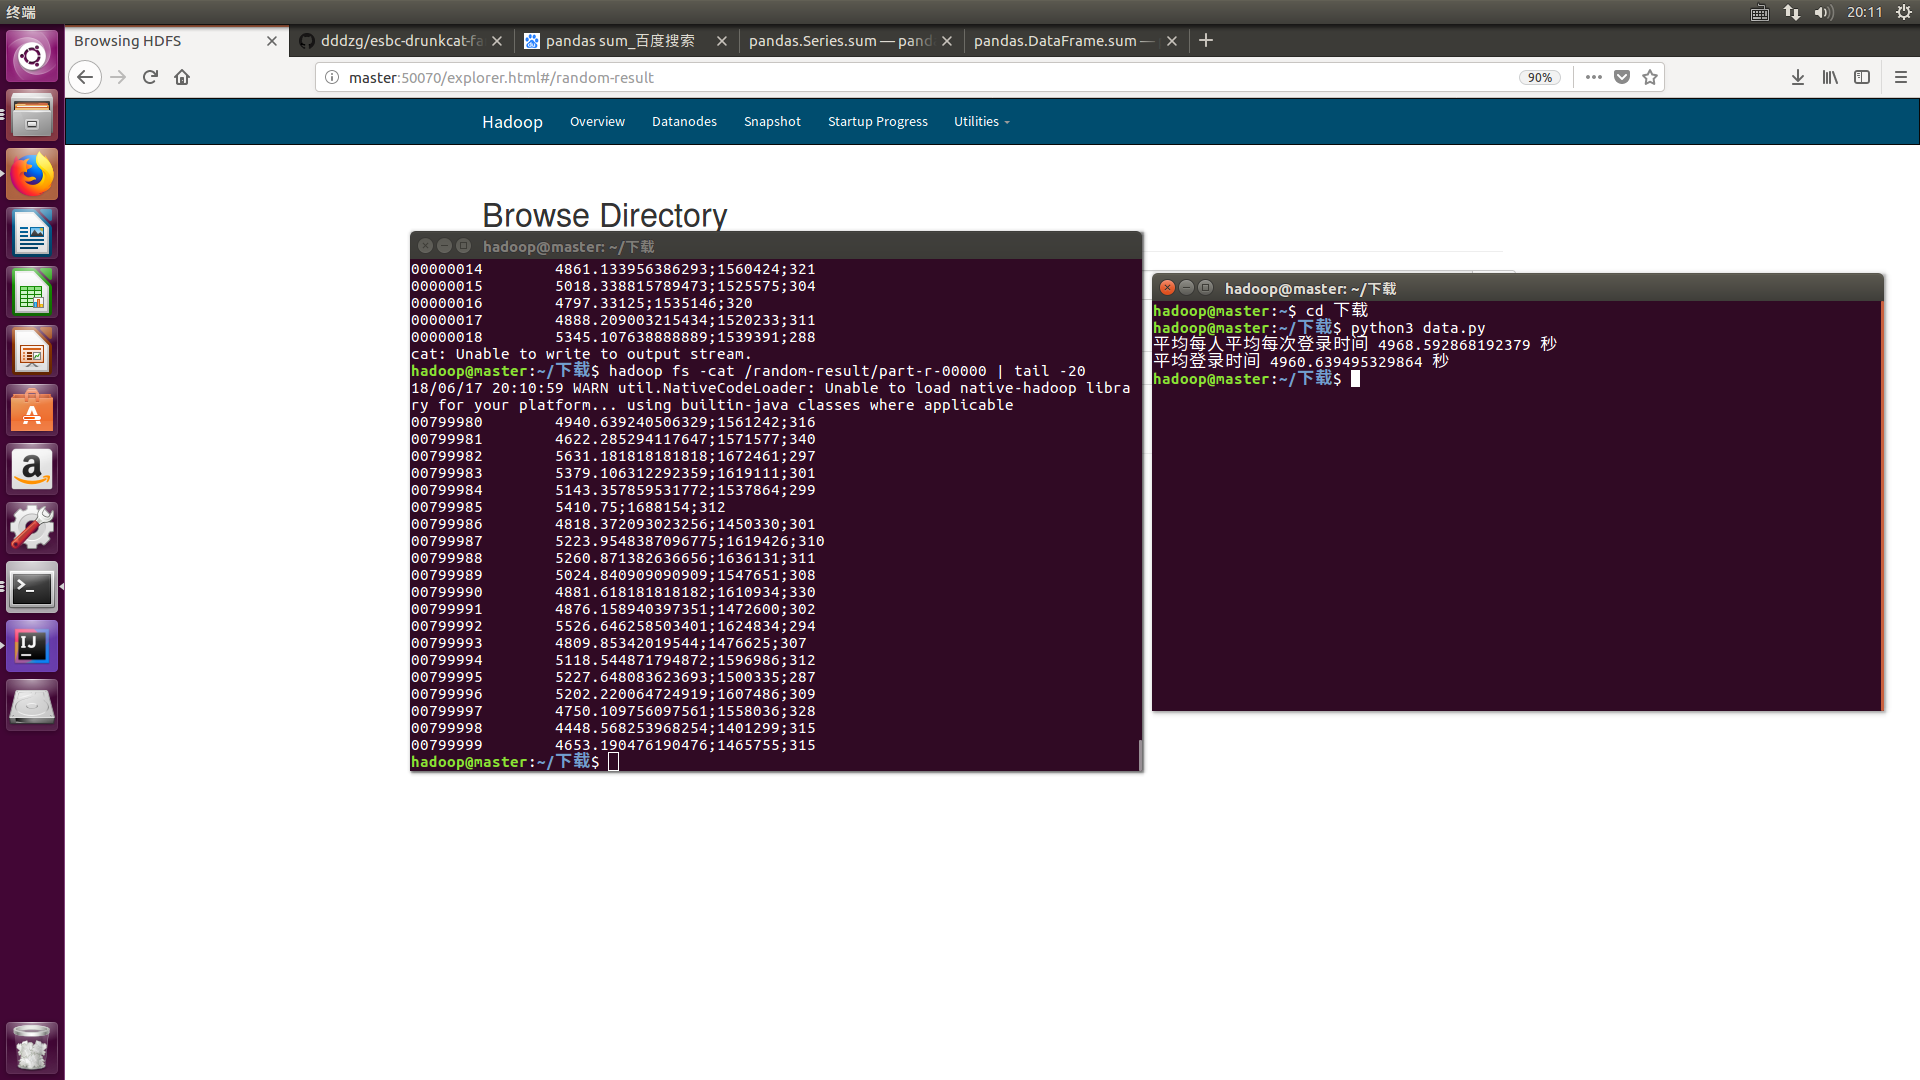 终端
20:11
Browsing HDFS
dddzg/esbc-drunkcat-fa
pandas sum_百度搜索
pandas.Series.sum — pand
pandas.DataFrame.sum —
master:50070/explorer.html#/random-result
90%
Hadoop Overview Datanodes Snapshot Startup Progress Utilities
Browse Directory
hadoop@master: ~/下载
00000014 4861.133956386293;1560424;321
00000015 5018.338815789473;1525575;304
00000016 4797.33125;1535146;320
00000017 4888.209003215434;1520233;311
00000018 5345.107638888889;1539391;288
cat: Unable to write to output stream.
hadoop@master:~/下载$ hadoop fs -cat /random-result/part-r-00000 | tail -20
18/06/17 20:10:59 WARN util.NativeCodeLoader: Unable to load native-hadoop libra
ry for your platform... using builtin-java classes where applicable
00799980 4940.639240506329;1561242;316
00799981 4622.285294117647;1571577;340
00799982 5631.181818181818;1672461;297
00799983 5379.106312292359;1619111;301
00799984 5143.357859531772;1537864;299
00799985 5410.75;1688154;312
00799986 4818.372093023256;1450330;301
00799987 5223.9548387096775;1619426;310
00799988 5260.871382636656;1636131;311
00799989 5024.840909090909;1547651;308
00799990 4881.618181818182;1610934;330
00799991 4876.158940397351;1472600;302
00799992 5526.646258503401;1624834;294
00799993 4809.85342019544;1476625;307
00799994 5118.544871794872;1596986;312
00799995 5227.648083623693;1500335;287
00799996 5202.220064724919;1607486;309
00799997 4750.109756097561;1558036;328
00799998 4448.568253968254;1401299;315
00799999 4653.190476190476;1465755;315
hadoop@master:~/下载$
hadoop@master: ~/下载
hadoop@master:~$ cd 下载
hadoop@master:~/下载$ python3 data.py
平均每人平均每次登录时间 4968.592868192379 秒
平均登录时间 4960.639495329864 秒
hadoop@master:~/下载$